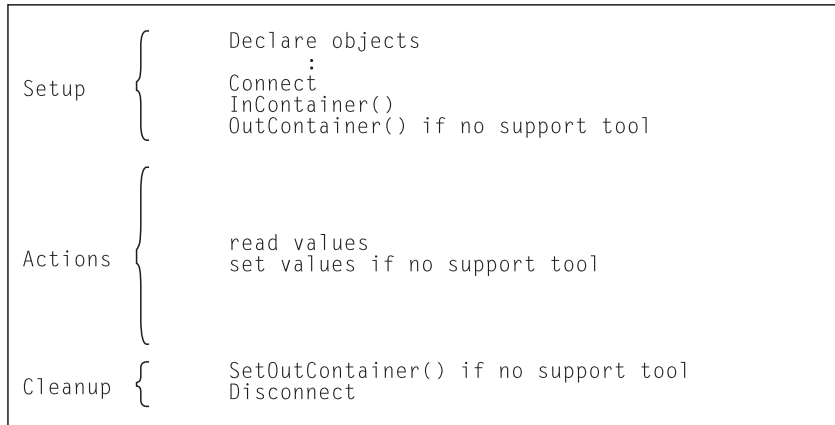 Declare objects
:
Setup
Connect
InContainer()
OutContainer() if no support tool
read values
Actions
set values if no support tool
SetOutContainer() if no support tool
Cleanup
Disconnect